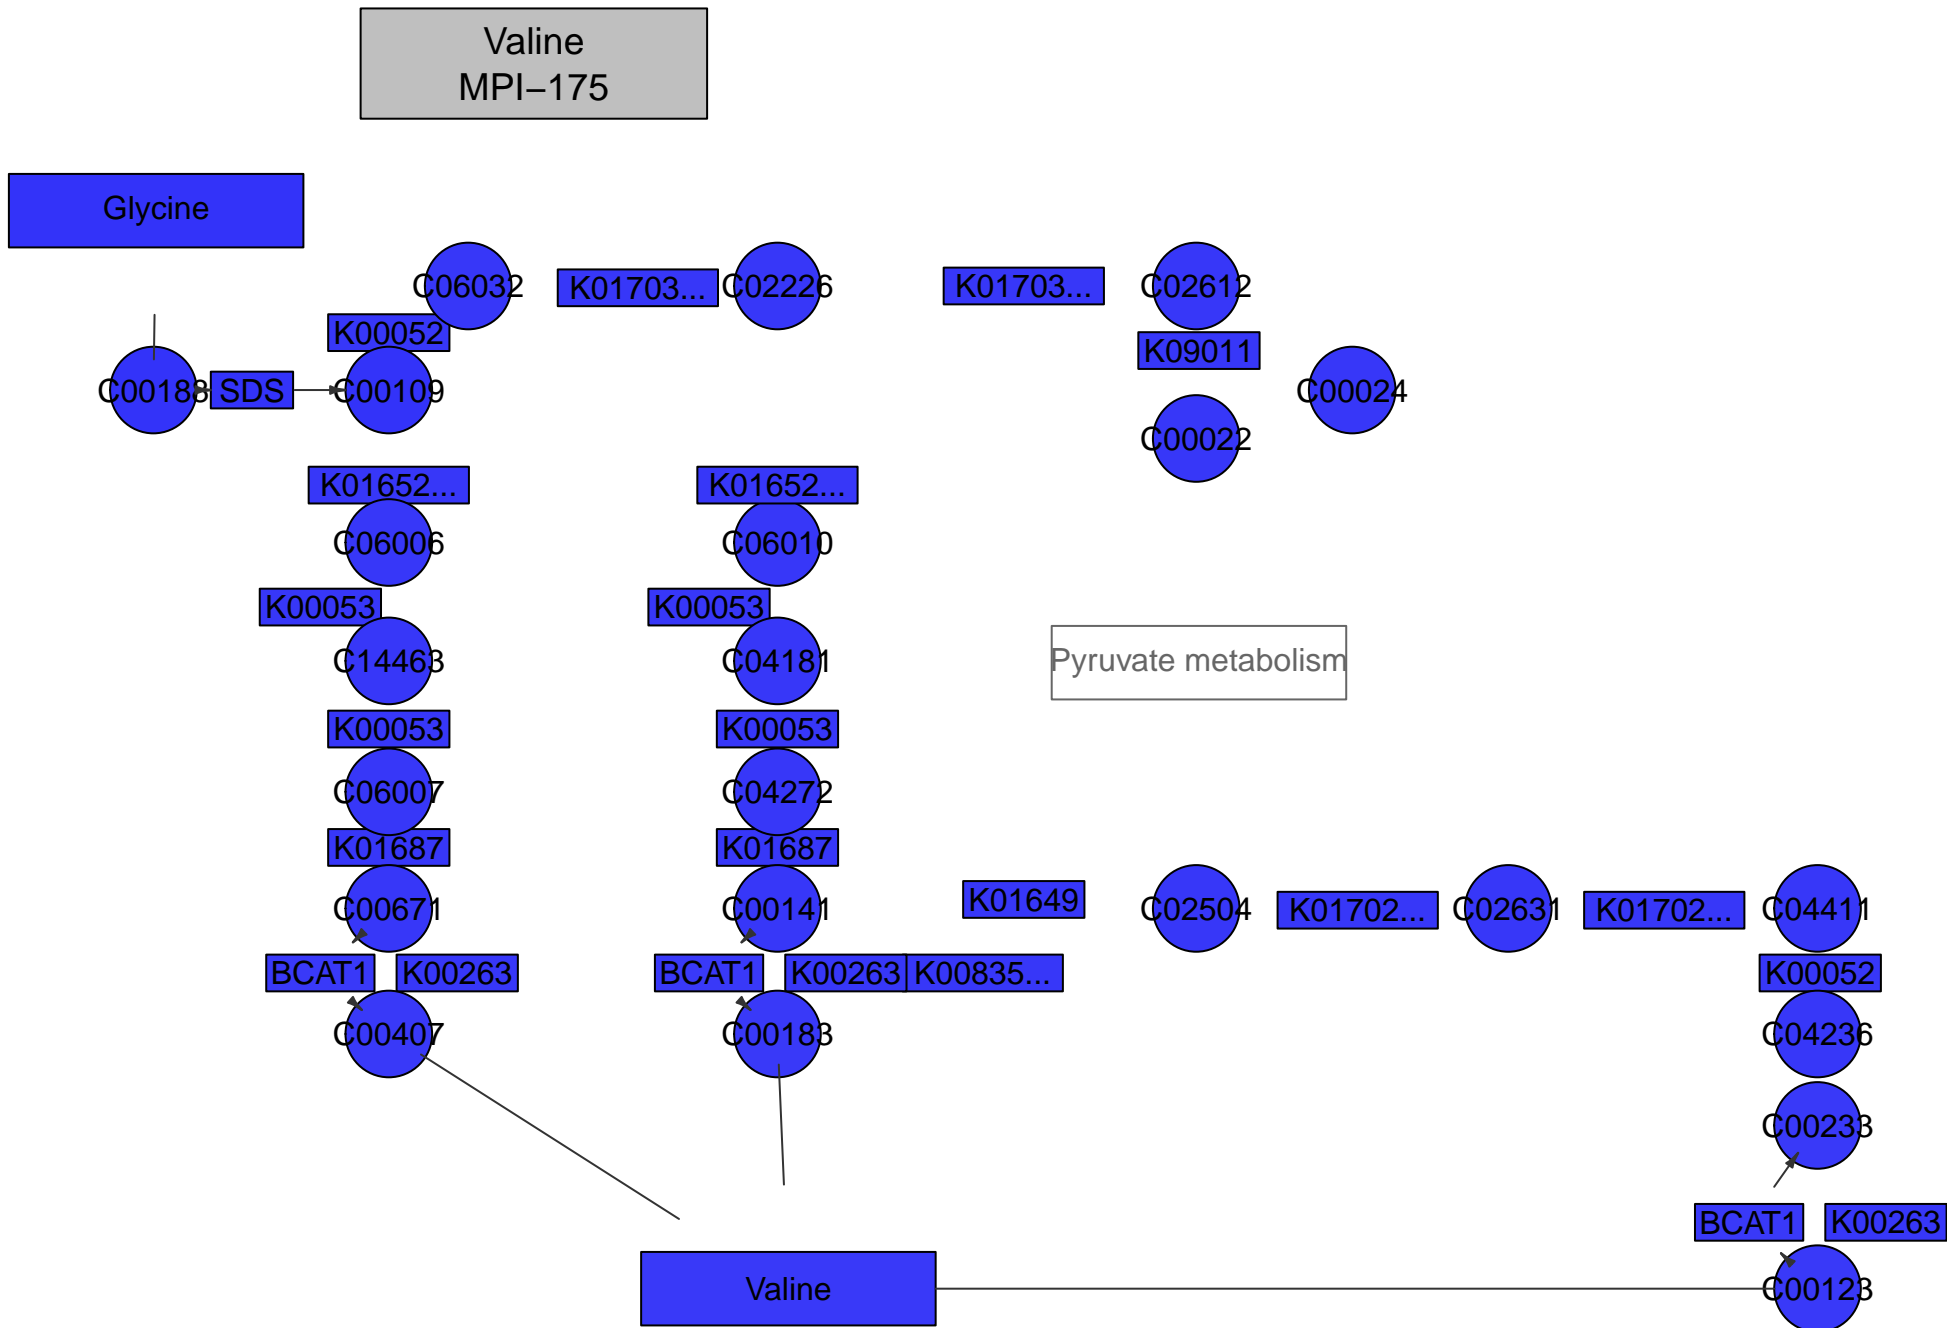 Valine
MPI−175
Glycine
C06032
K01703...
C02226
K01703...
C02612
K00052
K09011
C00188
SDS
C00109
C00024
C00022
K01652...
K01652...
C06006
C06010
K00053
K00053
C14463
C04181
Pyruvate metabolism
K00053
K00053
C06007
C04272
K01687
K01687
C00671
C00141
K01649
C02504
K01702...
C02631
K01702...
C04411
BCAT1
K00263
BCAT1
K00263
K00835...
K00052
C00407
C00183
C04236
C00233
BCAT1
K00263
Valine
C00123